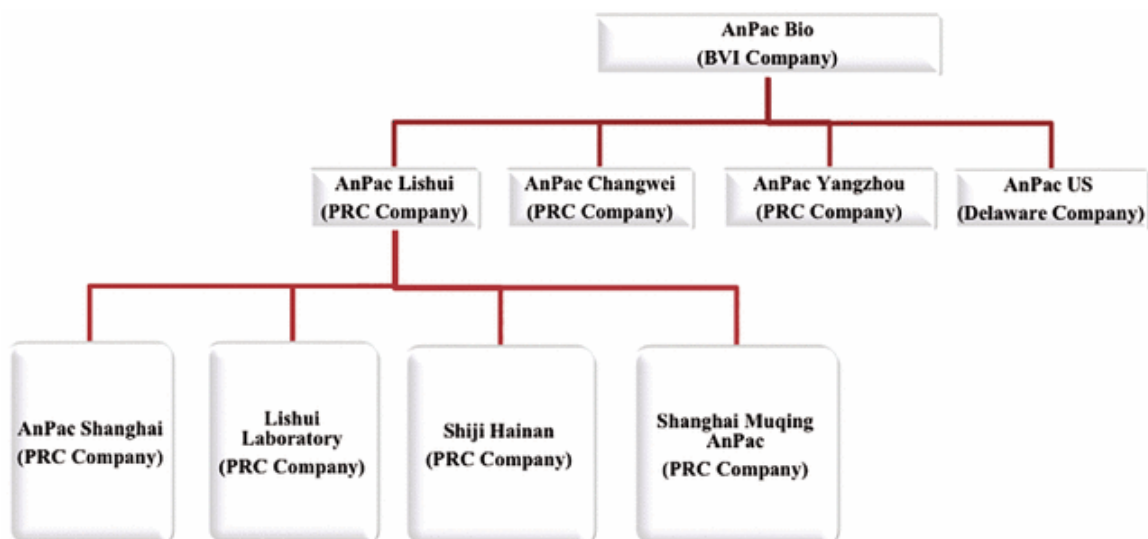 AnPac Bio
(BVI Company)
AnPac Lishui
(PRC Company)
AnPac Changwei
(PRC Company)
AnPac Yangzhou
(PRC Company)
AnPac US
(Delaware Company)
AnPac Shanghai
(PRC Company)
Lishui
Laboratory
(PRC Company)
Shiji Hainan
(PRC Company)
Shanghai Muqing
AnPac
(PRC Company)